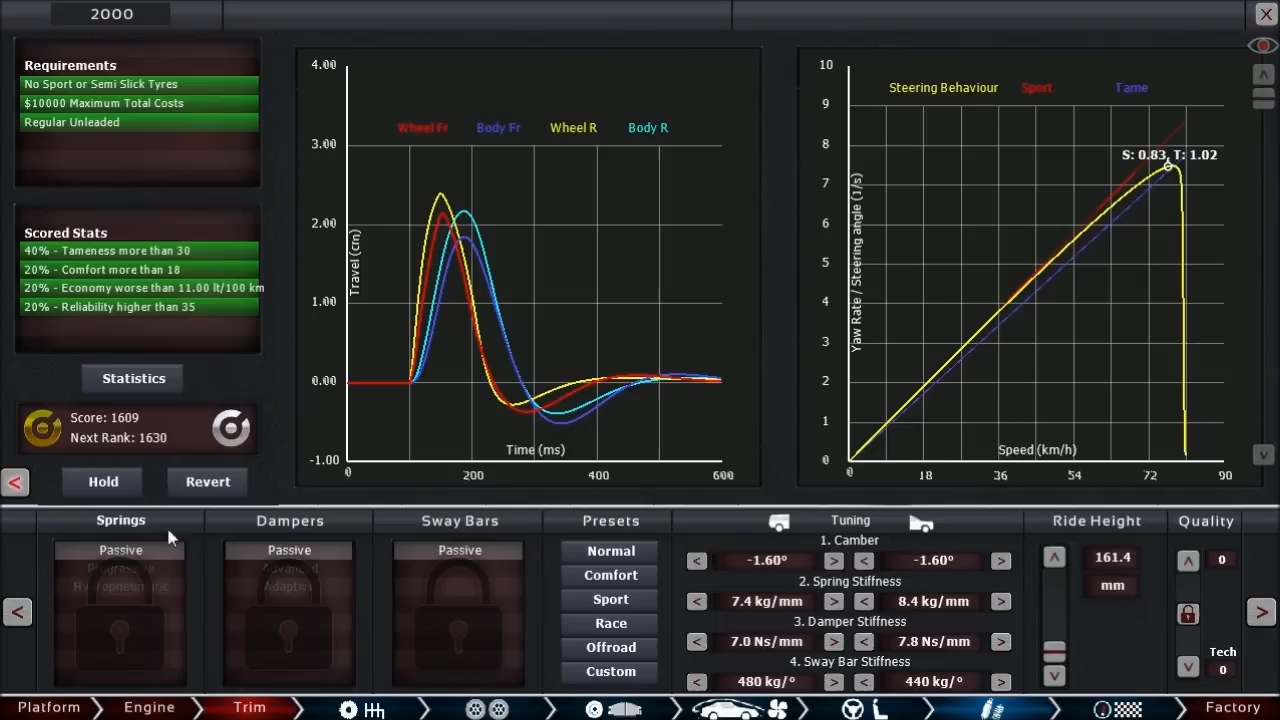 2000
X
Requirements
No Sport or Semi Slick Tyres
$10000 Maximum Total Costs
Regular Unleaded
Scored Stats
40% - Tameness more than 30
20% - Comfort more than 18
20% - Economy worse than 11.00 lt/100 km
20% - Reliability higher than 35
Statistics
Score: 1609
Next Rank: 1630
Hold
Revert
4.00
3.00
2.00
1.00
0.00
-1.00
Travel (cm)
Wheel Fr Body Fr Wheel R Body R
Time (ms)
0 200 400 600
10
9
8
7
6
5
4
3
2
1
0
Yaw Rate / Steering angle (1/s)
Steering Behaviour Sport Tame
S: 0.83, T: 1.02
Speed (km/h)
0 18 36 54 72 90
Springs
Passive
Progressive
Hydropneumatic
Dampers
Passive
Advanced
Adaptive
Sway Bars
Passive
Presets
Normal
Comfort
Sport
Race
Offroad
Custom
Tuning
1. Camber
< -1.60° > < -1.60° >
2. Spring Stiffness
< 7.4 kg/mm > < 8.4 kg/mm >
3. Damper Stiffness
< 7.0 Ns/mm > < 7.8 Ns/mm >
4. Sway Bar Stiffness
< 480 kg/° > < 440 kg/° >
Ride Height
161.4
mm
Quality
0
Tech
0
Platform Engine Trim Factory